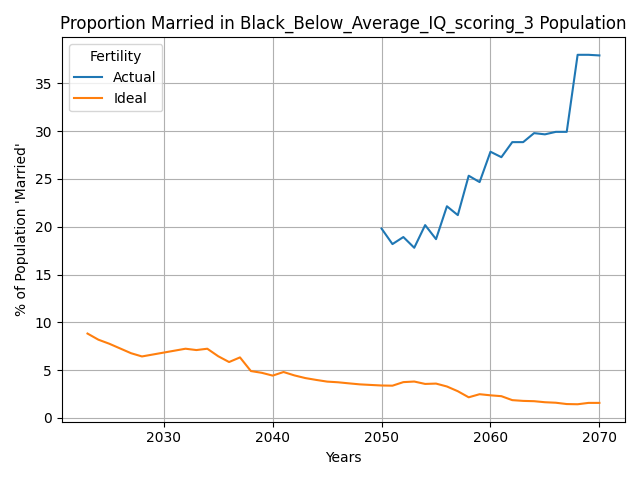 Proportion Married in Black_Below_Average_IQ_scoring_3 Population
Fertility
Actual
Ideal
% of Population 'Married'
35
30
25
20
15
10
5
0
2030 2040 2050 2060 2070
Years